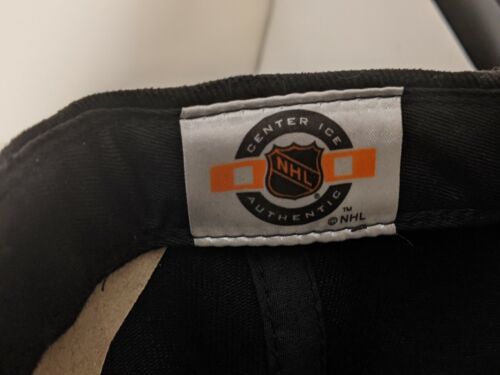 CENTER ICE
NHL
®
AUTHENTIC
™
© NHL